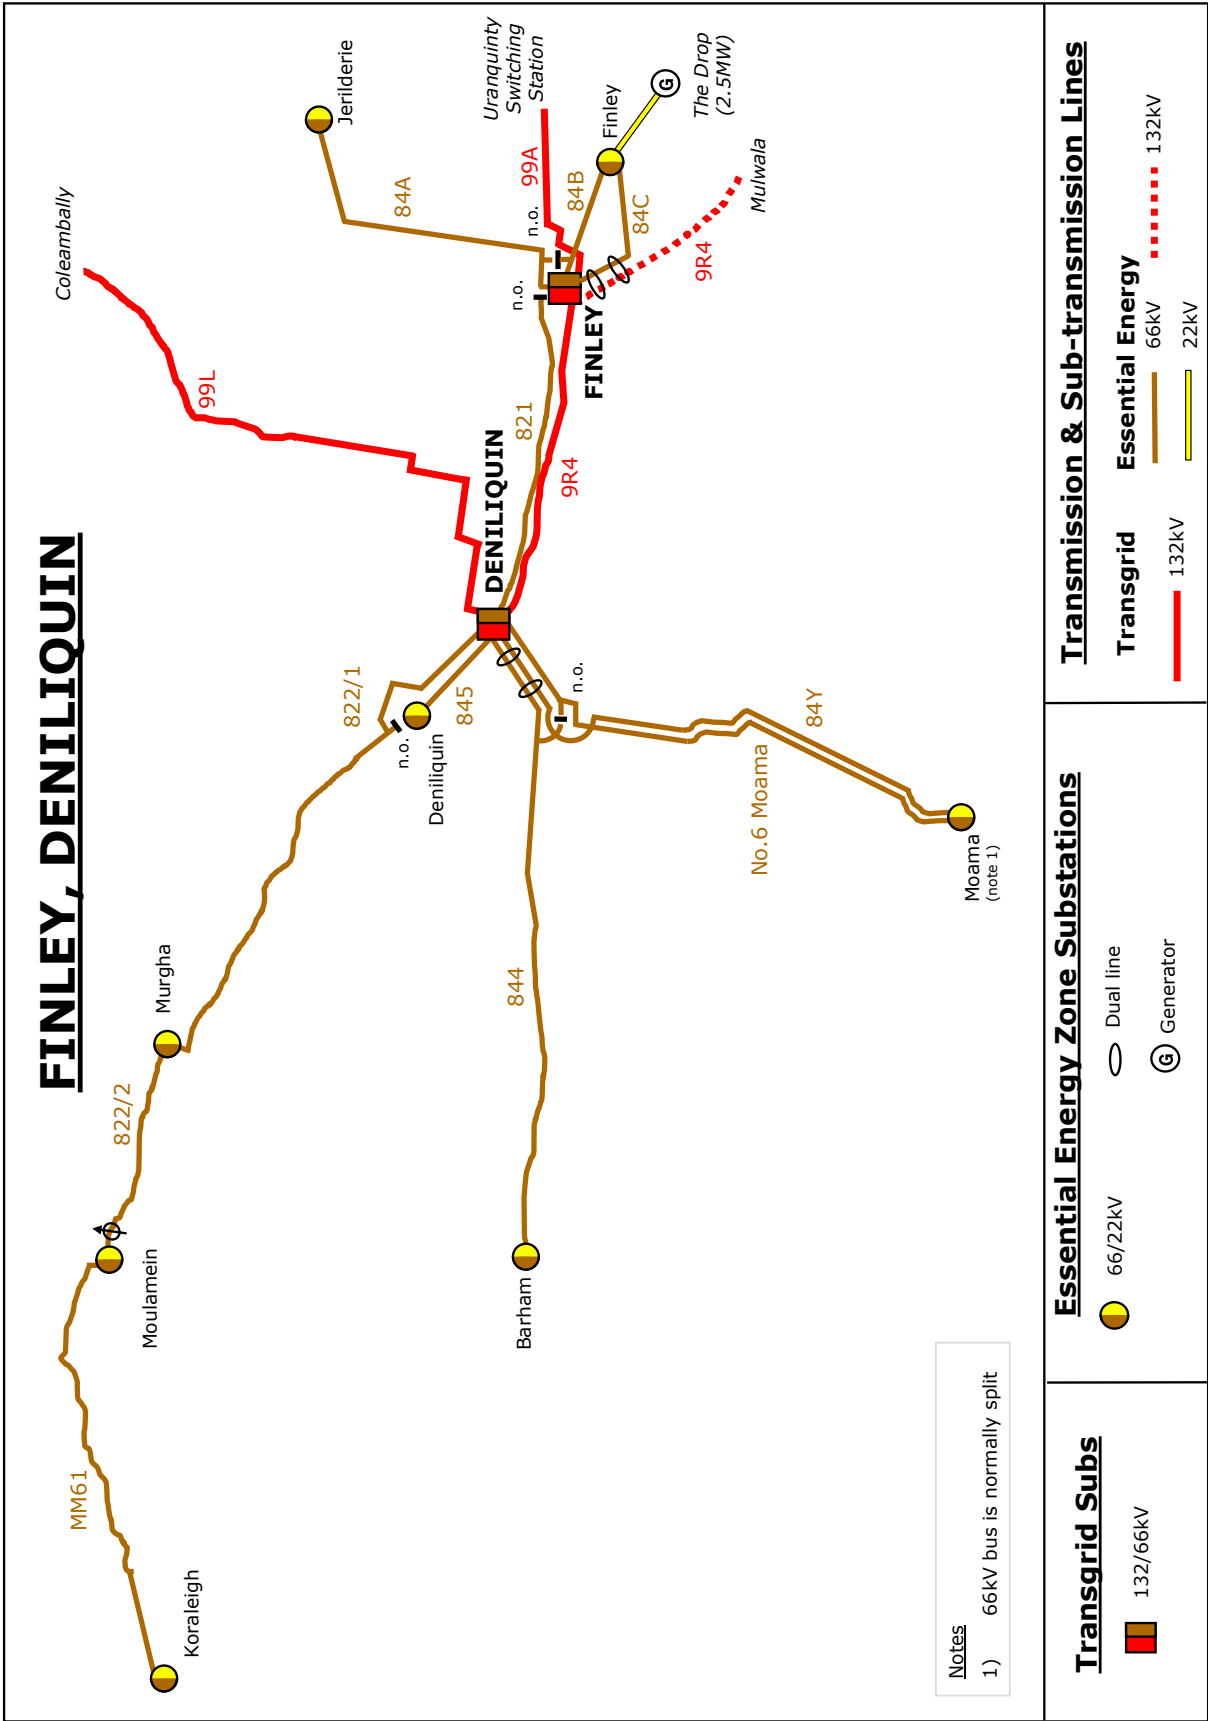 FINLEY, DENILIQUIN
Coleambally
Jerilderie
Uranquinty
Switching
Station
Finley
The Drop
(2.5MW)
Mulwala
G
84A
99A
84B
84C
9R4
n.o.
n.o.
FINLEY
99L
821
9R4
DENILIQUIN
822/1
845
n.o.
Deniliquin
n.o.
84Y
No.6 Moama
Moama
(note 1)
844
Barham
Murgha
822/2
Moulamein
MM61
Koraleigh
Notes
1) 66kV bus is normally split
Transgrid Subs
132/66kV
Essential Energy Zone Substations
66/22kV
Dual line
G Generator
Transmission & Sub-transmission Lines
Transgrid
132kV
Essential Energy
66kV
132kV
22kV